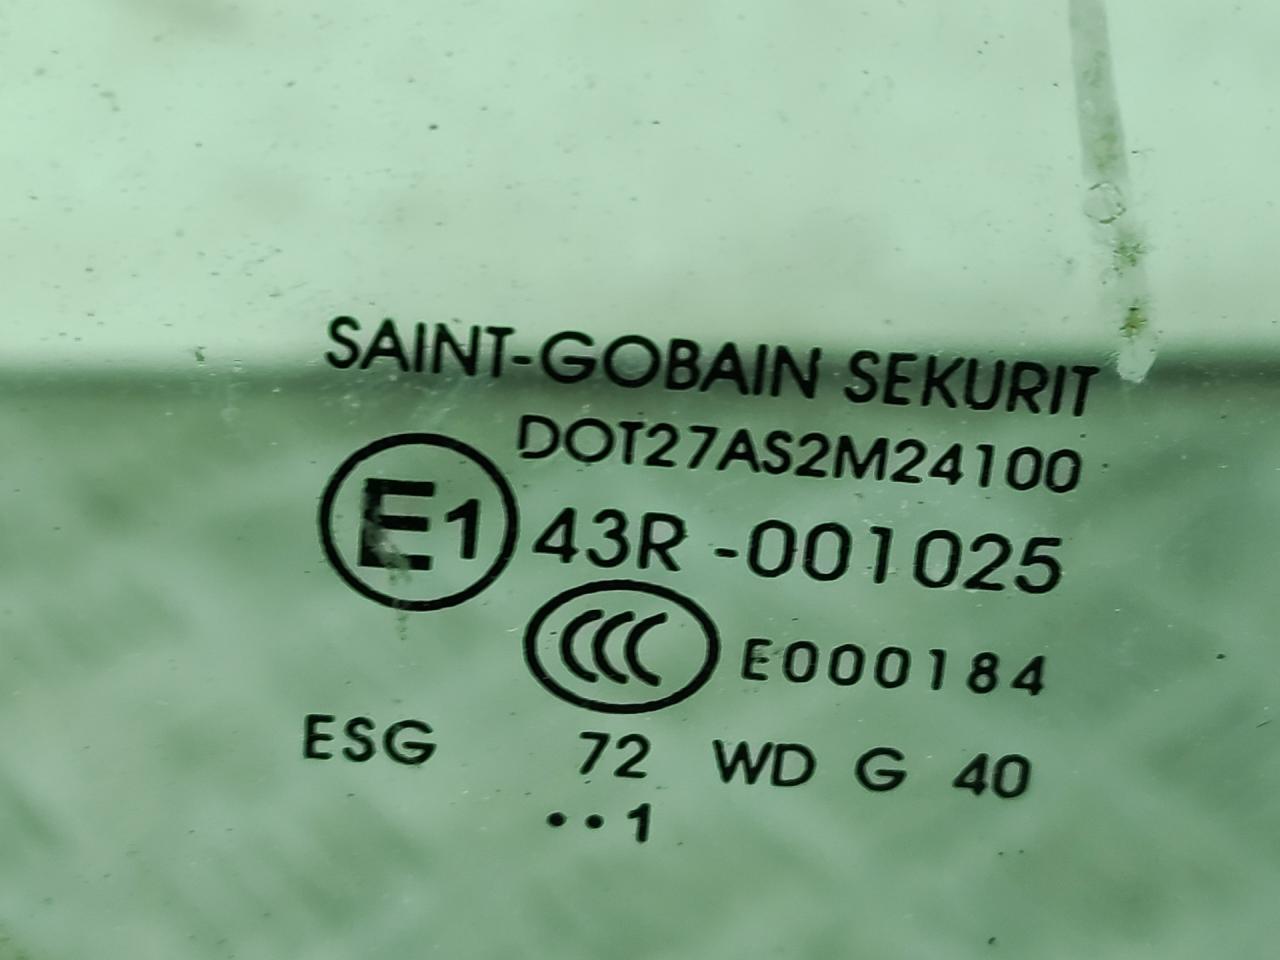 SAINT-GOBAIN SEKURIT
DOT27AS2M24100
E1 43R -001025
CCC E000184
ESG 72 WD G 40
••1